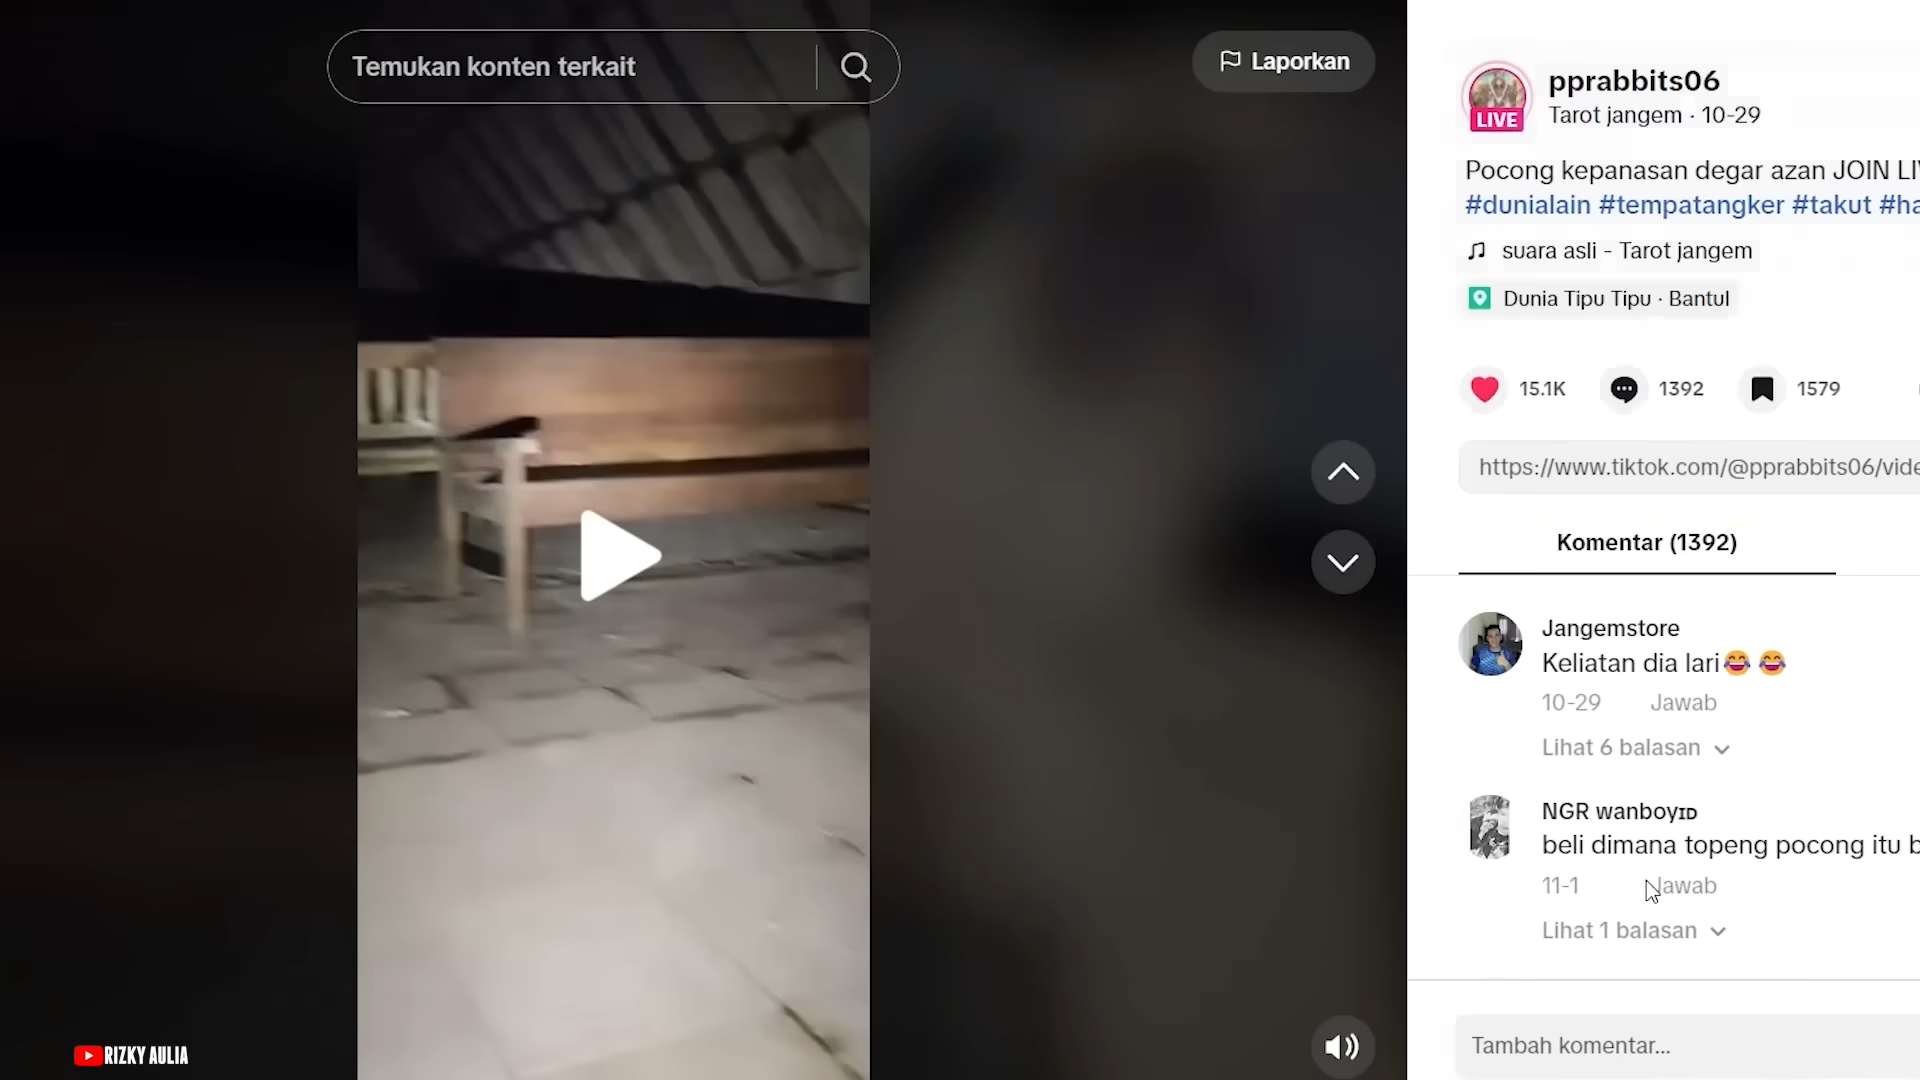 Temukan konten terkait
Laporkan
pprabbits06
LIVE
Tarot jangem · 10-29
Pocong kepanasan degar azan JOIN
#dunialain #tempatangker #takut
suara asli - Tarot jangem
Dunia Tipu Tipu · Bantul
15.1K
1392
1579
https://www.tiktok.com/@pprabbits06/vide
Komentar (1392)
Jangemstore
Keliatan dia lari😂 😂
10-29 Jawab
Lihat 6 balasan
NGR wanboyɪᴅ
beli dimana topeng pocong itu
11-1 Jawab
Lihat 1 balasan
Tambah komentar...
RIZKY AULIA